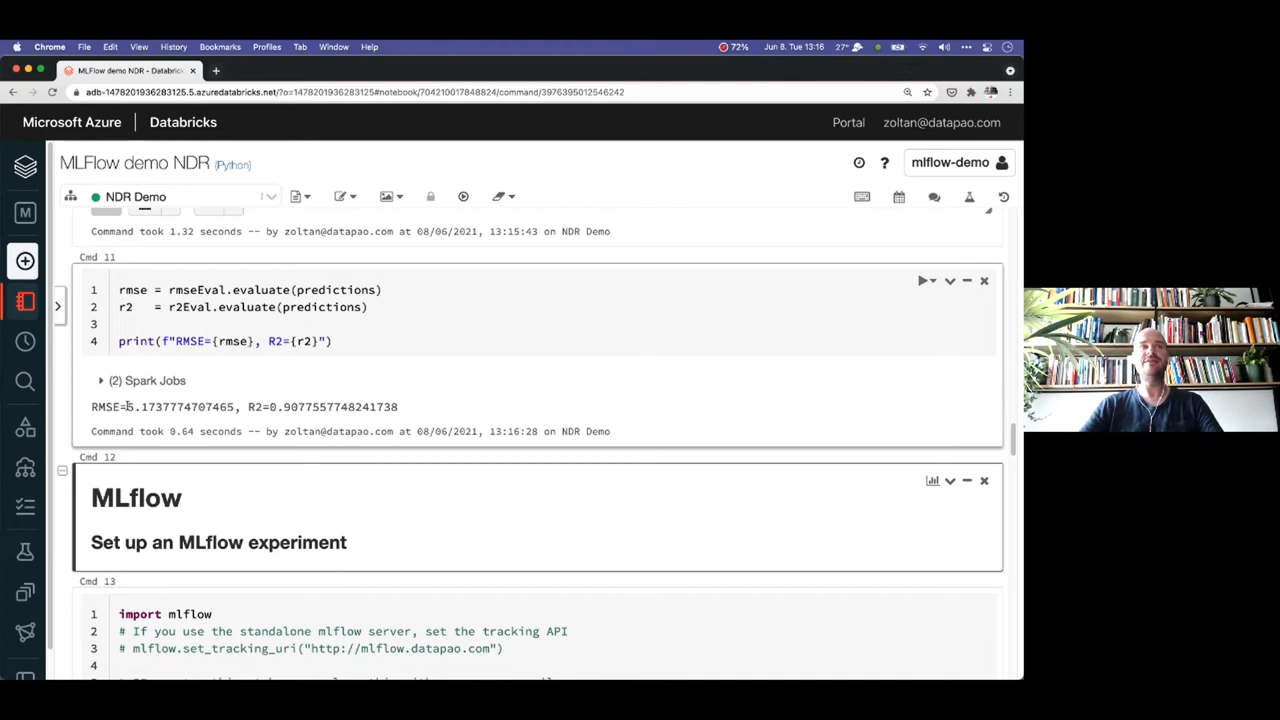 Chrome File Edit View History Bookmarks Profiles Tab Window Help 72% Jun 8. Tue 13:16 27°
MLFlow demo NDR - Databrick
adb-1478201936283125.5.azuredatabricks.net/?o=1478201936283125#notebook/704210017848824/command/3976395012546242
Microsoft Azure Databricks Portal zoltan@datapao.com
MLFlow demo NDR (Python) mlflow-demo
NDR Demo
Command took 1.32 seconds -- by zoltan@datapao.com at 08/06/2021, 13:15:43 on NDR Demo
Cmd 11
1 rmse = rmseEval.evaluate(predictions)
2 r2 = r2Eval.evaluate(predictions)
3
4 print(f"RMSE={rmse}, R2={r2}")
(2) Spark Jobs
RMSE=5.1737774707465, R2=0.9077557748241738
Command took 0.64 seconds -- by zoltan@datapao.com at 08/06/2021, 13:16:28 on NDR Demo
Cmd 12
MLflow
Set up an MLflow experiment
Cmd 13
1 import mlflow
2 # If you use the standalone mlflow server, set the tracking API
3 # mlflow.set_tracking_uri("http://mlflow.datapao.com")
4